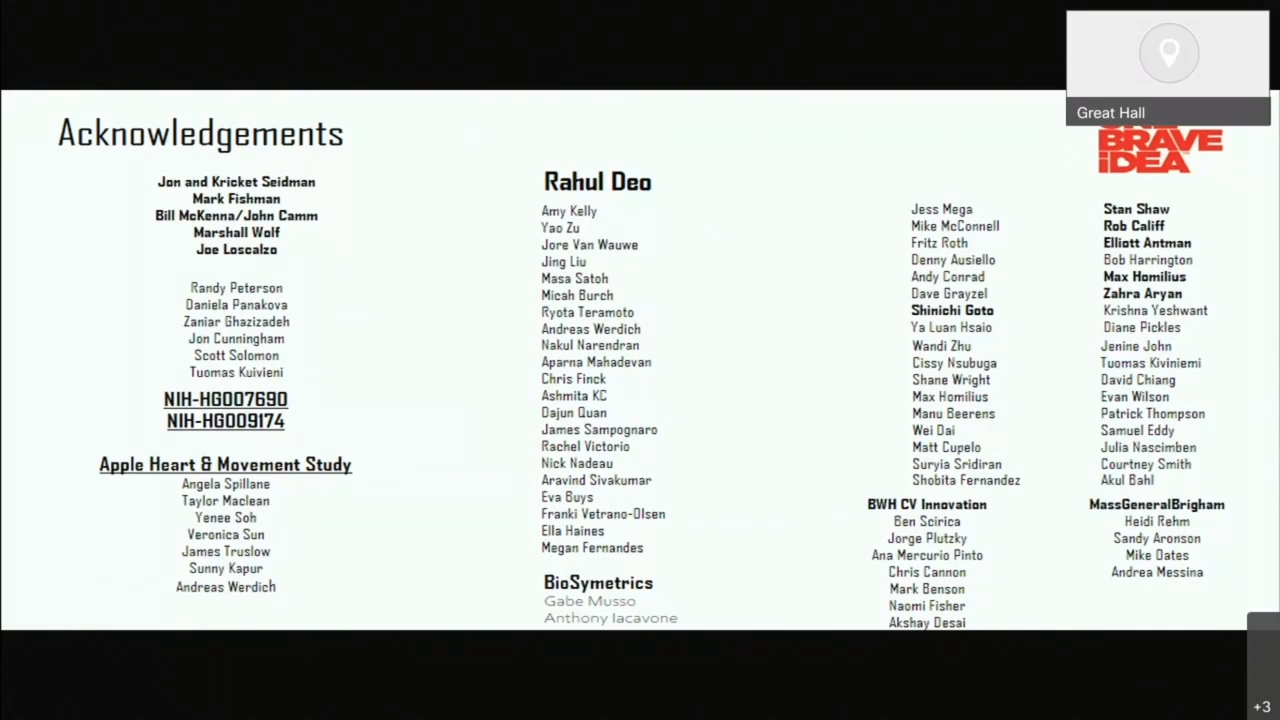 Great Hall
Acknowledgements
BRAVE
iDEA
Jon and Kricket Seidman
Mark Fishman
Bill McKenna/John Camm
Marshall Wolf
Joe Loscalzo
Randy Peterson
Daniela Panakova
Zaniar Ghazizadeh
Jon Cunningham
Scott Solomon
Tuomas Kuivieni
NIH-HG007690
NIH-HG009174
Apple Heart & Movement Study
Angela Spillane
Taylor Maclean
Yenee Soh
Veronica Sun
James Truslow
Sunny Kapur
Andreas Werdich
Rahul Deo
Amy Kelly
Yao Zu
Jore Van Wauwe
Jing Liu
Masa Satoh
Micah Burch
Ryota Teramoto
Andreas Werdich
Nakul Narendran
Aparna Mahadevan
Chris Finck
Ashmita KC
Dajun Quan
James Sampognaro
Rachel Victorio
Nick Nadeau
Aravind Sivakumar
Eva Buys
Franki Vetrano-Olsen
Ella Haines
Megan Fernandes
BioSymetrics
Gabe Musso
Anthony Iacavone
Jess Mega
Mike McConnell
Fritz Roth
Denny Ausiello
Andy Conrad
Dave Grayzel
Shinichi Goto
Ya Luan Hsaio
Wandi Zhu
Cissy Nsubuga
Shane Wright
Max Homilius
Manu Beerens
Wei Dai
Matt Cupelo
Suryia Sridiran
Shobita Fernandez
BWH CV Innovation
Ben Scirica
Jorge Plutzky
Ana Mercurio Pinto
Chris Cannon
Mark Benson
Naomi Fisher
Akshay Desai
Stan Shaw
Rob Califf
Elliott Antman
Bob Harrington
Max Homilius
Zahra Aryan
Krishna Yeshwant
Diane Pickles
Jenine John
Tuomas Kiviniemi
David Chiang
Evan Wilson
Patrick Thompson
Samuel Eddy
Julia Nascimben
Courtney Smith
Akul Bahl
MassGeneralBrigham
Heidi Rehm
Sandy Aronson
Mike Oates
Andrea Messina
+3